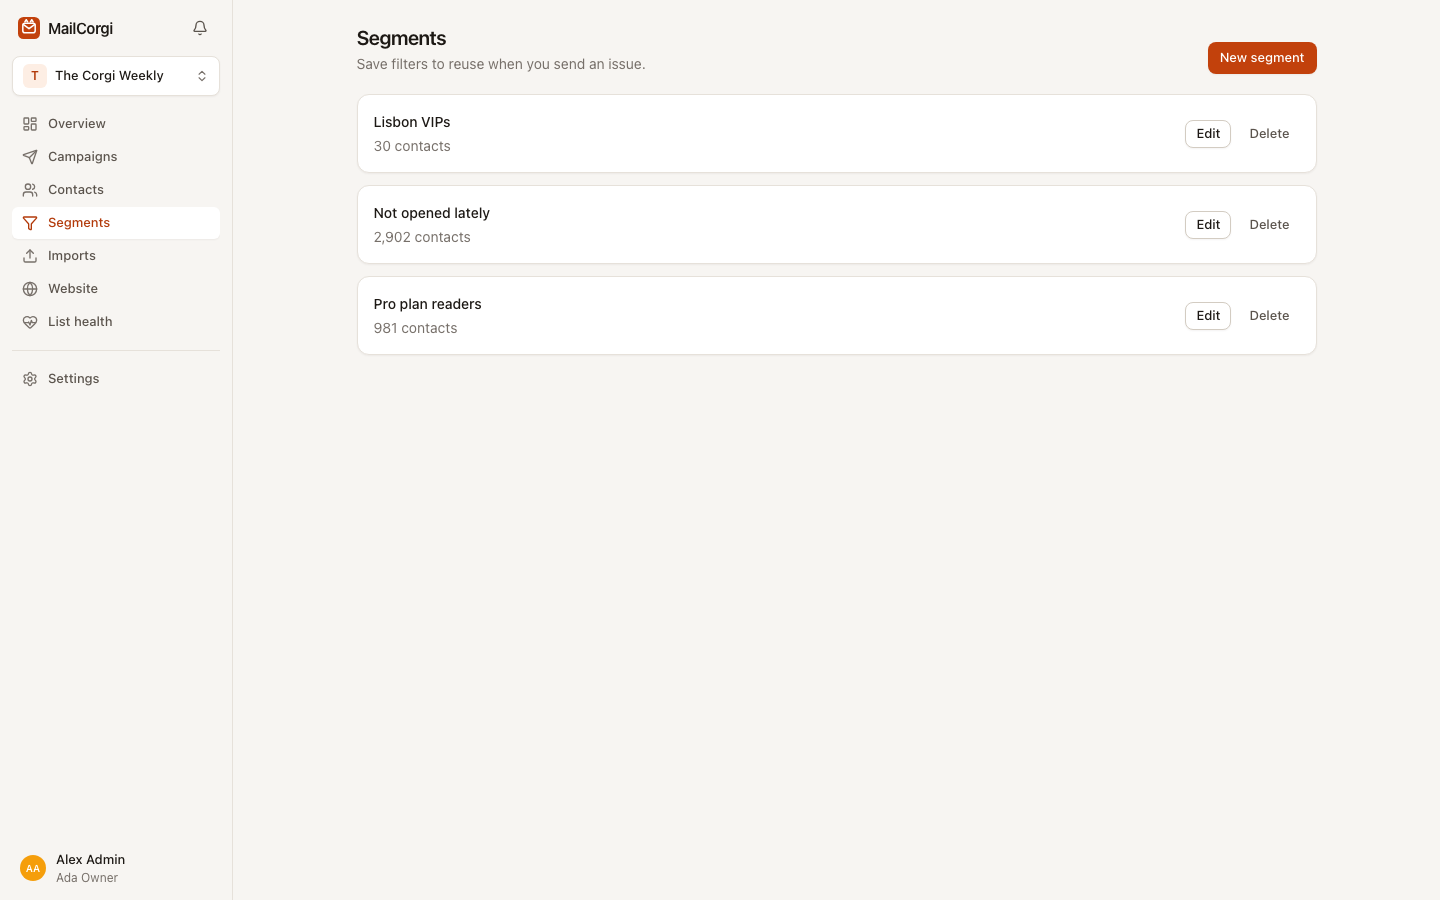 MailCorgi
T
The Corgi Weekly
Overview
Campaigns
Contacts
Segments
Imports
Website
List health
Settings
AA
Alex Admin
Ada Owner
Segments
Save filters to reuse when you send an issue.
New segment
Lisbon VIPs
30 contacts
Edit
Delete
Not opened lately
2,902 contacts
Edit
Delete
Pro plan readers
981 contacts
Edit
Delete